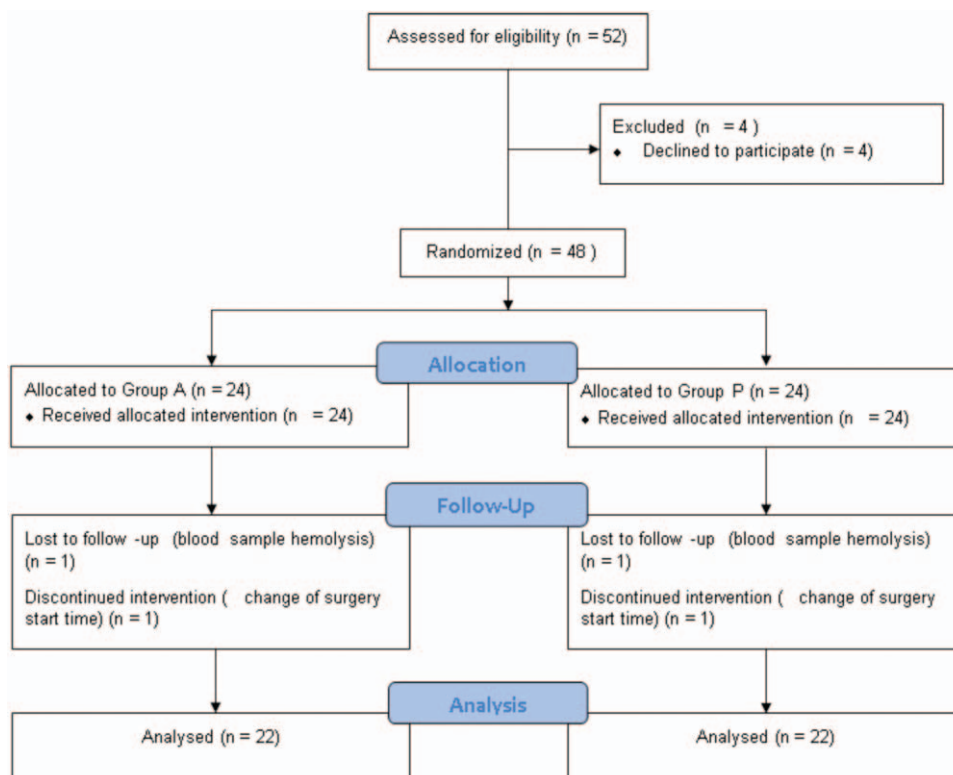 Assessed for eligibility (n = 52)
Excluded (n = 4 )
◆ Declined to participate (n = 4)
Randomized (n = 48 )
Allocation
Allocated to Group A (n = 24)
◆ Received allocated intervention (n = 24)
Allocated to Group P (n = 24)
◆ Received allocated intervention (n = 24)
Follow-Up
Lost to follow -up (blood sample hemolysis)
(n = 1)
Discontinued intervention ( change of surgery
start time) (n = 1)
Lost to follow -up (blood sample hemolysis)
(n = 1)
Discontinued intervention ( change of surgery
start time) (n = 1)
Analysis
Analysed (n = 22)
Analysed (n = 22)